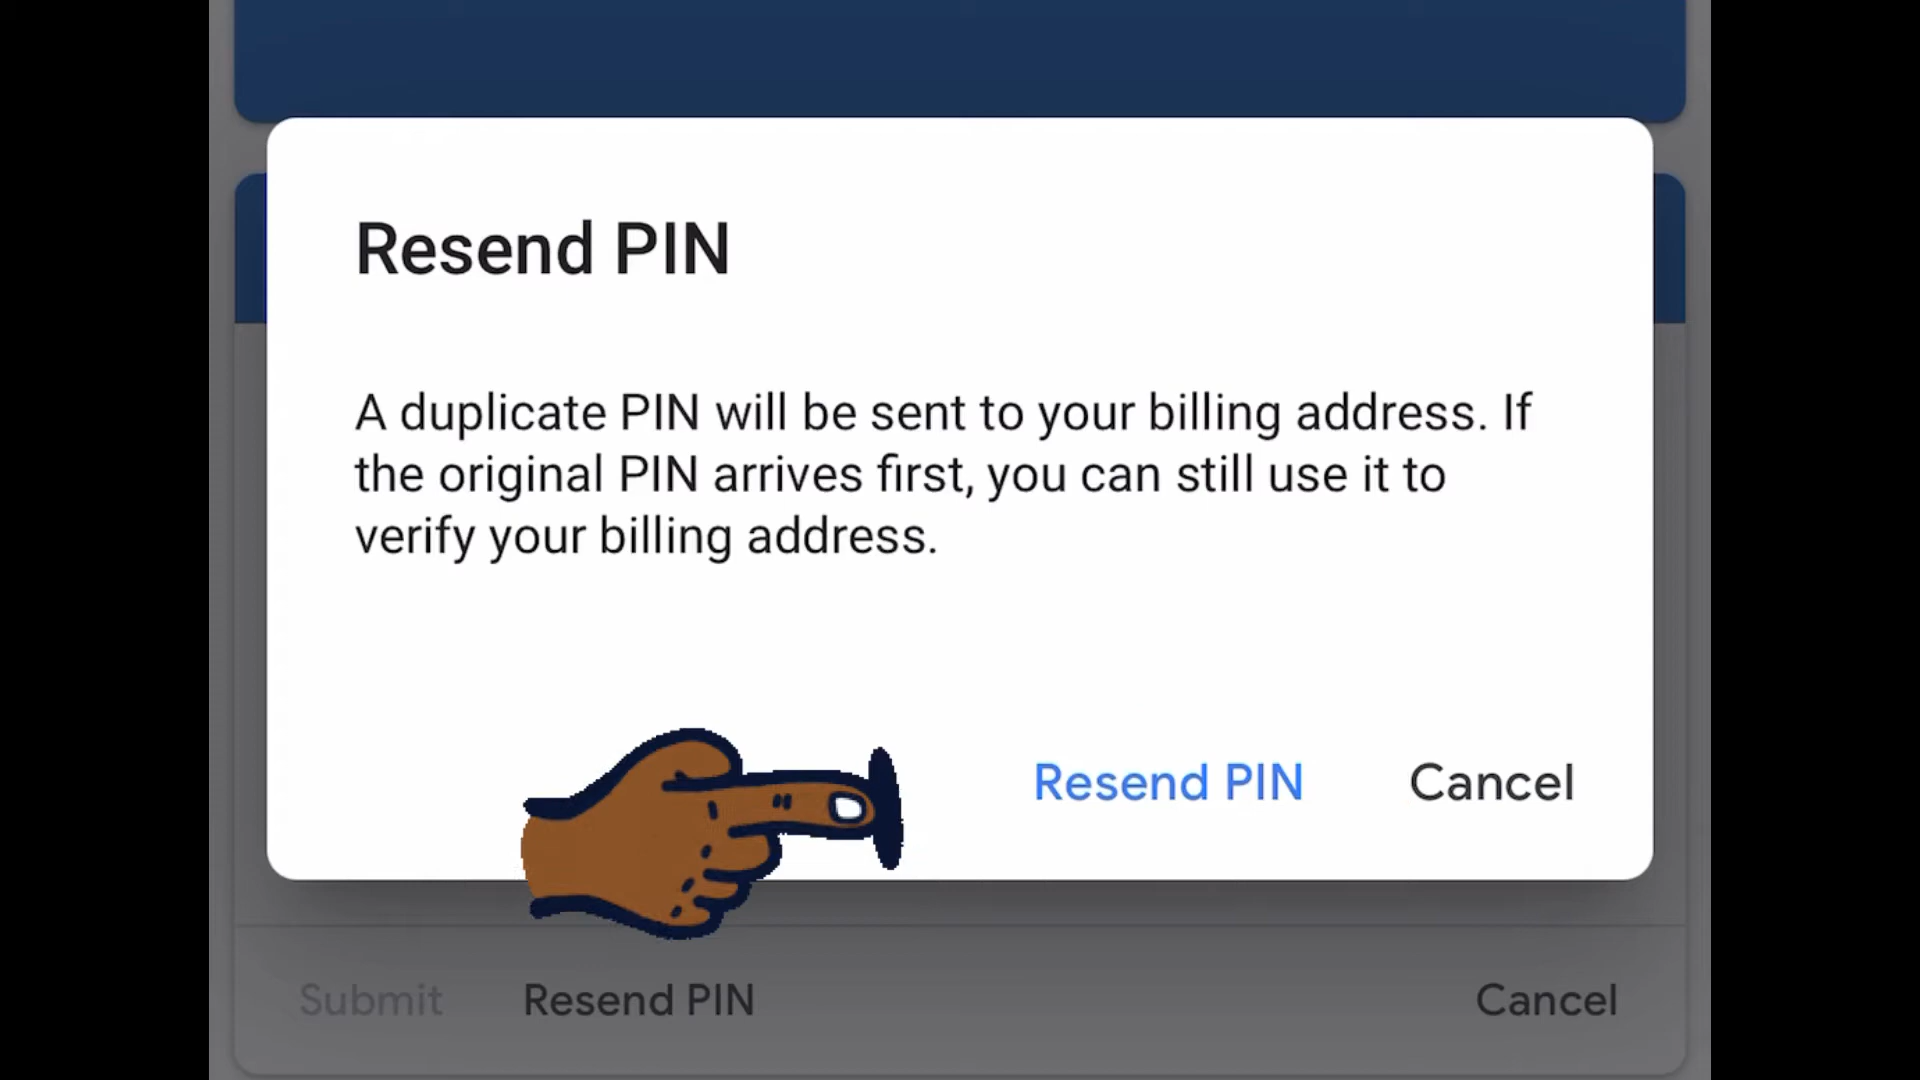 Resend PIN
A duplicate PIN will be sent to your billing address. If
the original PIN arrives first, you can still use it to
verify your billing address.
Resend PIN Cancel
Submit Resend PIN Cancel